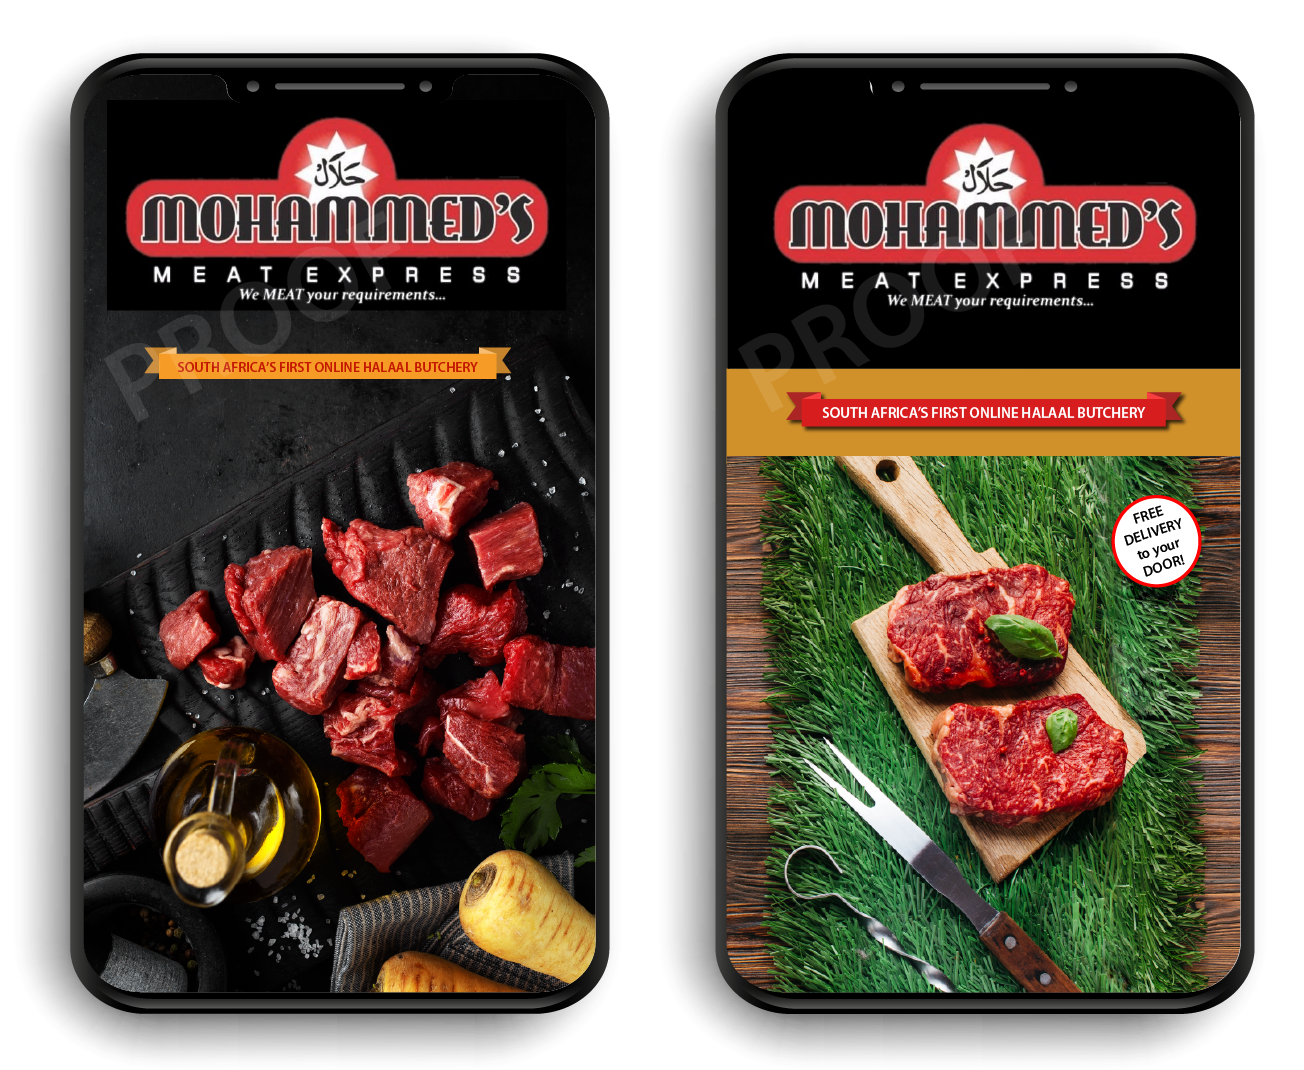 حلال
MOHAMMED'S
MEAT EXPRESS
We MEAT your requirements...
PROOF
SOUTH AFRICA'S FIRST ONLINE HALAAL BUTCHERY
حلال
MOHAMMED'S
MEAT EXPRESS
We MEAT your requirements...
PROOF
SOUTH AFRICA'S FIRST ONLINE HALAAL BUTCHERY
FREE
DELIVERY
to your
DOOR!